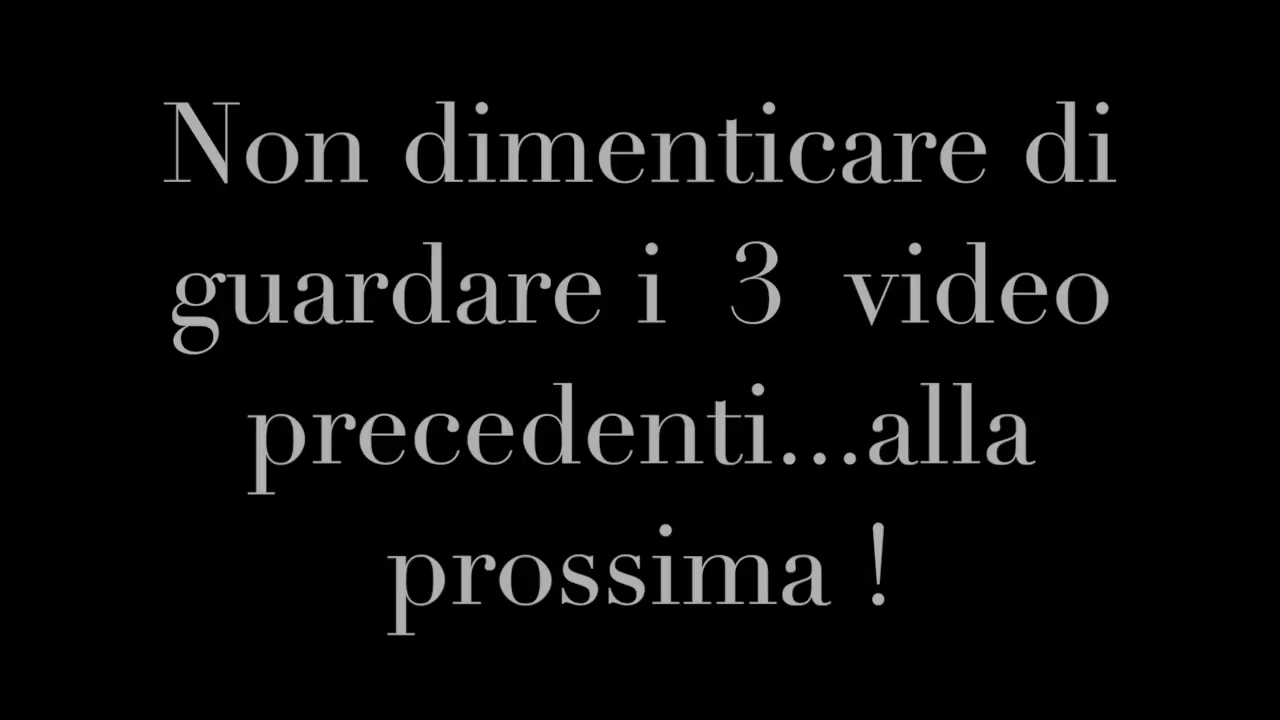 Non dimenticare di
guardare i 3 video
precedenti...alla
prossima !